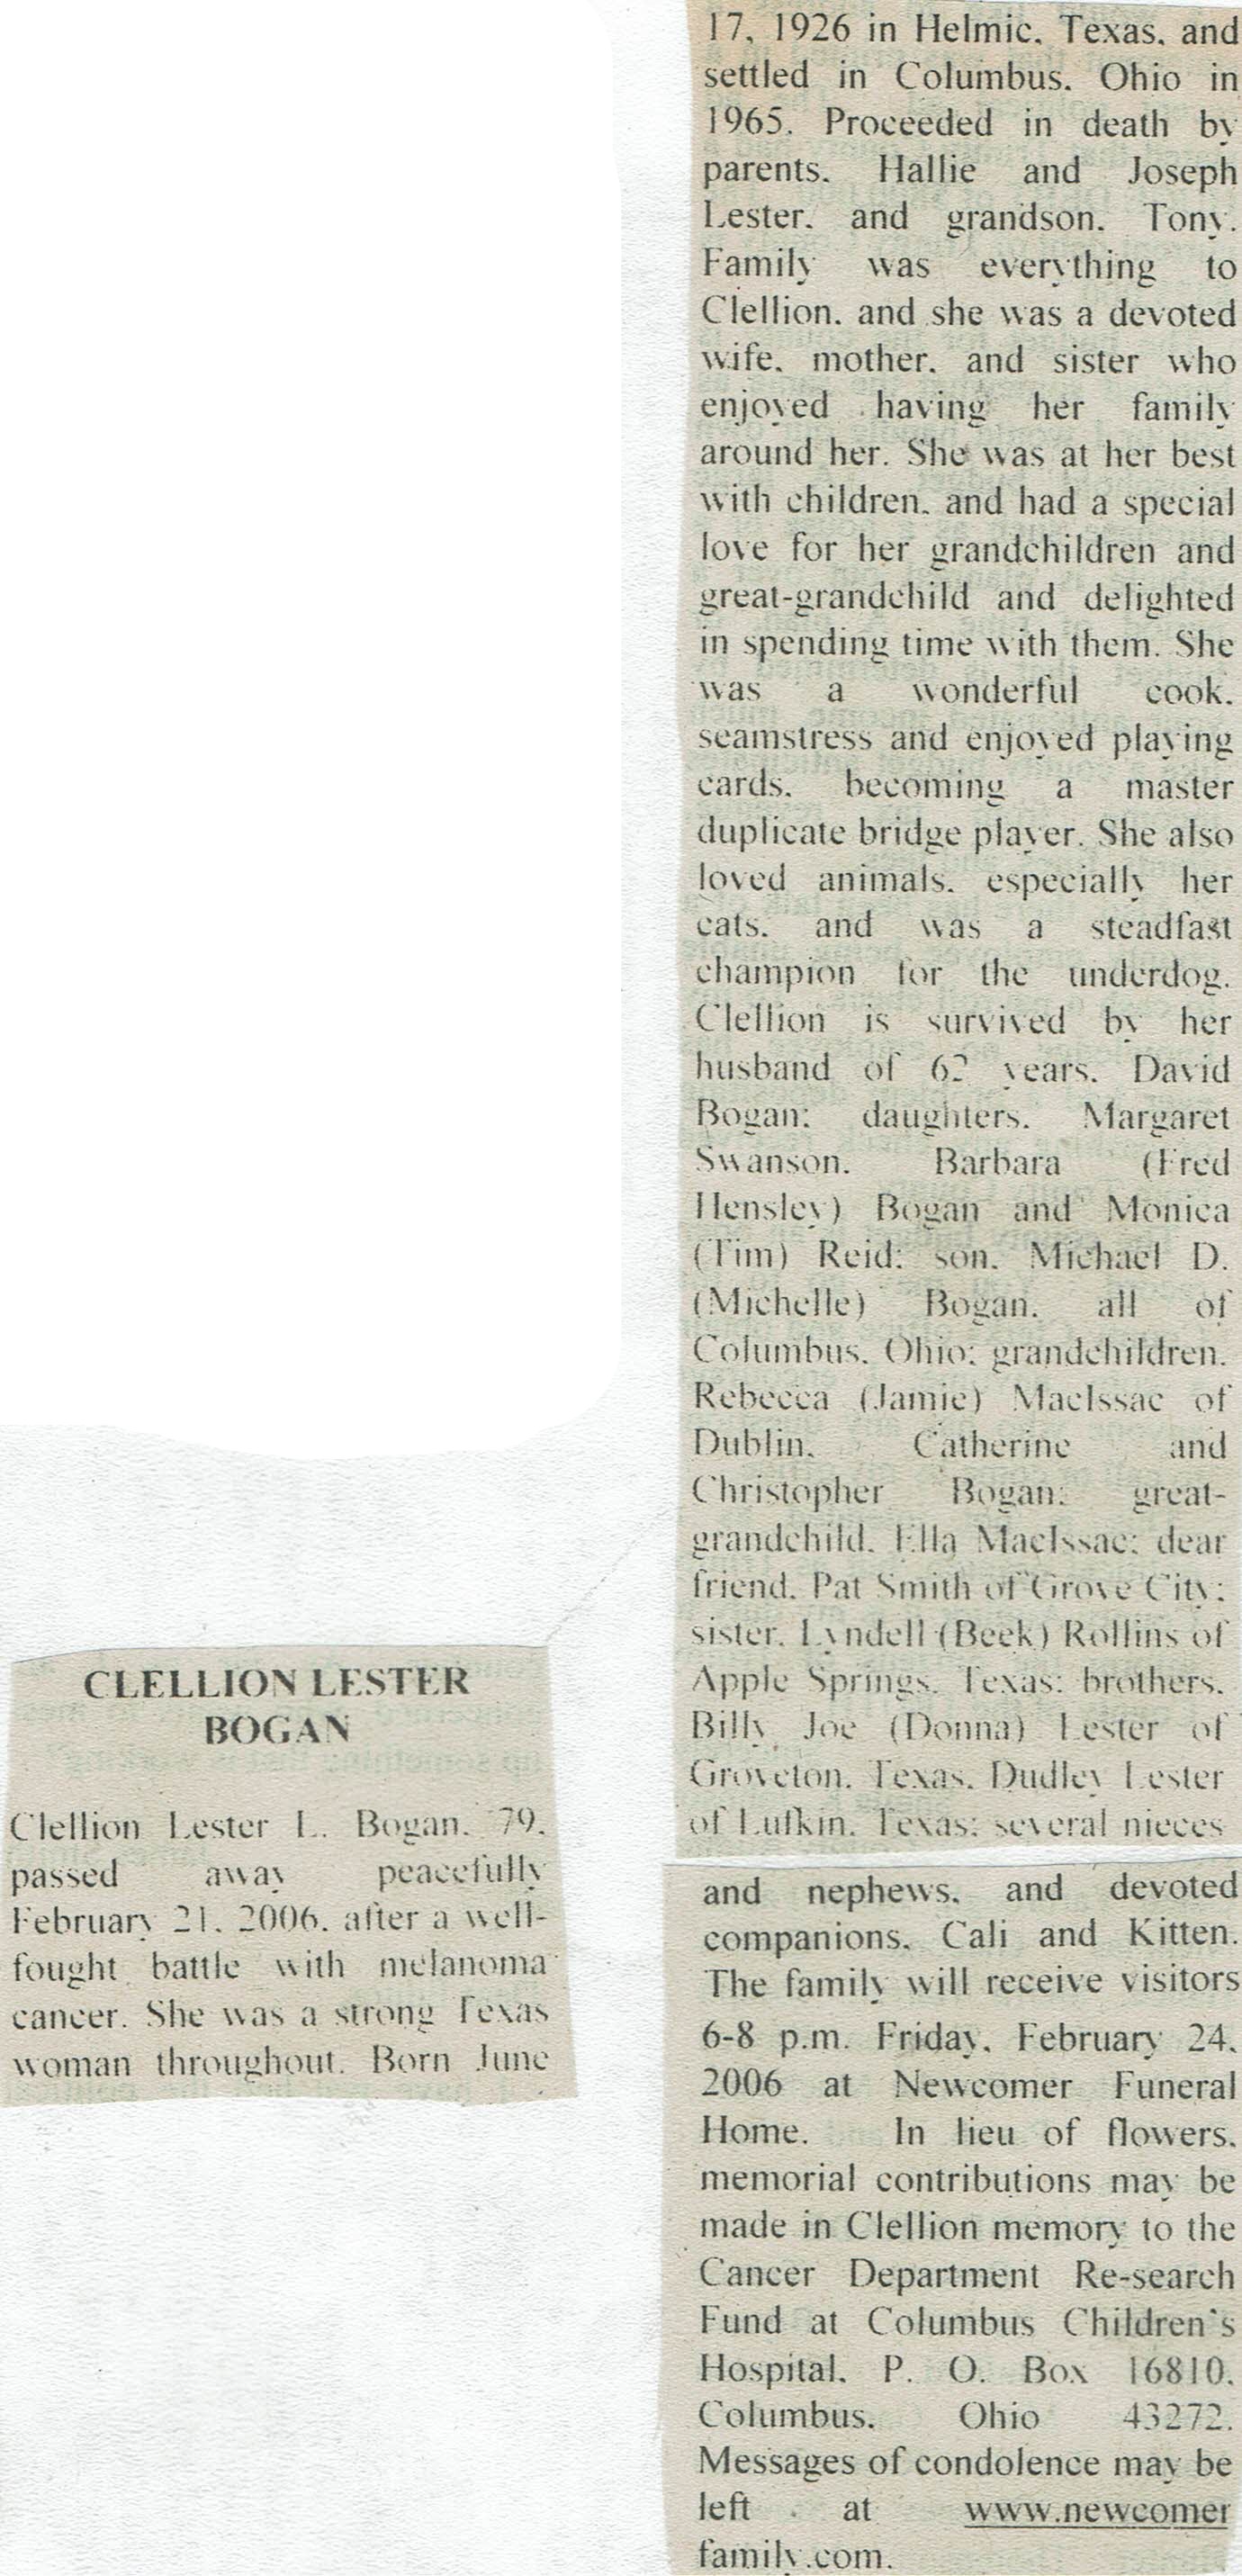 CLELLION LESTER
BOGAN
Clellion Lester L. Bogan, 79,
passed away peacefully
February 21, 2006, after a well-
fought battle with melanoma
cancer. She was a strong Texas
woman throughout. Born June
17, 1926 in Helmic, Texas, and
settled in Columbus, Ohio in
1965. Proceeded in death by
parents, Hallie and Joseph
Lester, and grandson, Tony.
Family was everything to
Clellion, and she was a devoted
wife, mother, and sister who
enjoyed having her family
around her. She was at her best
with children, and had a special
love for her grandchildren and
great-grandchild and delighted
in spending time with them. She
was a wonderful cook,
seamstress and enjoyed playing
cards, becoming a master
duplicate bridge player. She also
loved animals, especially her
cats, and was a steadfast
champion for the underdog.
Clellion is survived by her
husband of 62 years, David
Bogan; daughters, Margaret
Swanson, Barbara (Fred
Hensley) Bogan and Monica
(Tim) Reid; son, Michael D.
(Michelle) Bogan, all of
Columbus, Ohio; grandchildren,
Rebecca (Jamie) MacIssac of
Dublin, Catherine and
Christopher Bogan; great-
grandchild, Ella MacIssac; dear
friend, Pat Smith of Grove City;
sister, Lyndell (Beek) Rollins of
Apple Springs, Texas; brothers,
Billy Joe (Donna) Lester of
Groveton, Texas, Dudley Lester
of Lufkin, Texas; several nieces
and nephews, and devoted
companions, Cali and Kitten.
The family will receive visitors
6-8 p.m. Friday, February 24,
2006 at Newcomer Funeral
Home. In lieu of flowers,
memorial contributions may be
made in Clellion memory to the
Cancer Department Re-search
Fund at Columbus Children's
Hospital, P. O. Box 16810,
Columbus, Ohio 43272.
Messages of condolence may be
left at www.newcomer
family.com.